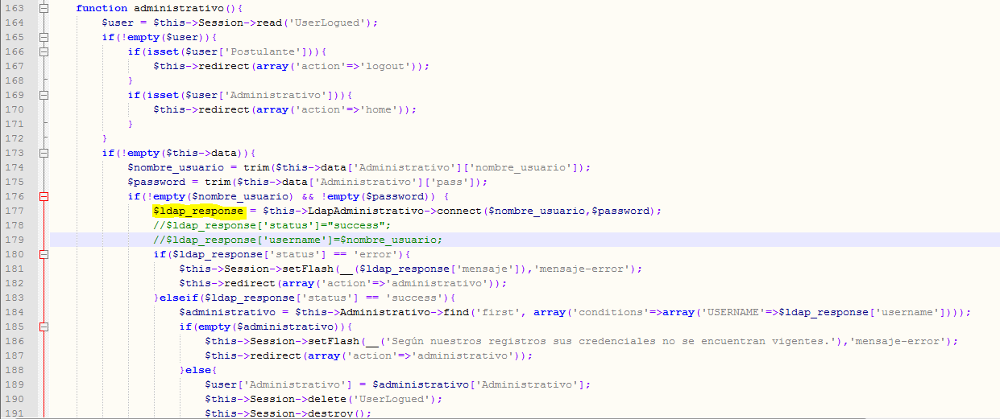 163 function administrativo(){
164 $user = $this->Session->read('UserLogued');
165 if(!empty($user)){
166 if(isset($user['Postulante'])){
167 $this->redirect(array('action'=>'logout'));
168 }
169 if(isset($user['Administrativo'])){
170 $this->redirect(array('action'=>'home'));
171 }
172 }
173 if(!empty($this->data)){
174 $nombre_usuario = trim($this->data['Administrativo']['nombre_usuario']);
175 $password = trim($this->data['Administrativo']['pass']);
176 if(!empty($nombre_usuario) && !empty($password)) {
177 $ldap_response = $this->LdapAdministrativo->connect($nombre_usuario,$password);
178 //$ldap_response['status']="success";
179 //$ldap_response['username']=$nombre_usuario;
180 if($ldap_response['status'] == 'error'){
181 $this->Session->setFlash(__($ldap_response['mensaje']),'mensaje-error');
182 $this->redirect(array('action'=>'administrativo'));
183 }elseif($ldap_response['status'] == 'success'){
184 $administrativo = $this->Administrativo->find('first', array('conditions'=>array('USERNAME'=>$ldap_response['username'])));
185 if(empty($administrativo)){
186 $this->Session->setFlash(__('Según nuestros registros sus credenciales no se encuentran vigentes.'),'mensaje-error');
187 $this->redirect(array('action'=>'administrativo'));
188 }else{
189 $user['Administrativo'] = $administrativo['Administrativo'];
190 $this->Session->delete('UserLogued');
191 $this->Session->destroy();